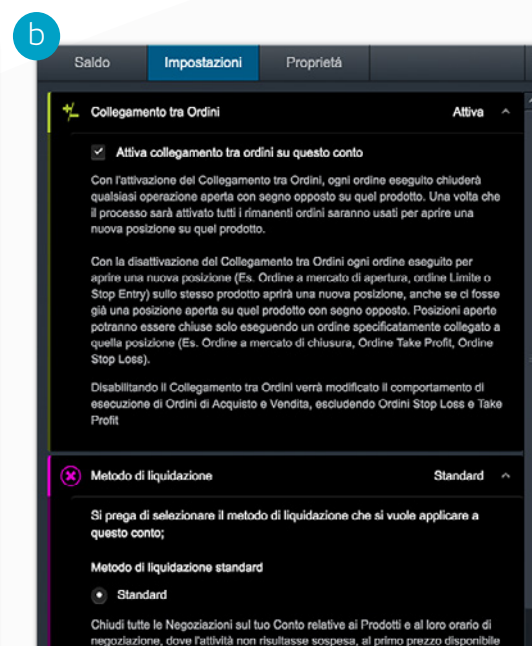 b
Saldo Impostazioni Proprietá
Collegamento tra Ordini Attiva
Attiva collegamento tra ordini su questo conto
Con l'attivazione del Collegamento tra Ordini, ogni ordine eseguito chiuderà
qualsiasi operazione aperta con segno opposto su quel prodotto. Una volta che
il processo sarà attivato tutti i rimanenti ordini saranno usati per aprire una
nuova posizione su quel prodotto.
Con la disattivazione del Collegamento tra Ordini ogni ordine eseguito per
aprire una nuova posizione (Es. Ordine a mercato di apertura, ordine Limite o
Stop Entry) sullo stesso prodotto aprirà una nuova posizione, anche se ci fosse
già una posizione aperta su quel prodotto con segno opposto. Posizioni aperte
potranno essere chiuse solo eseguendo un ordine specificatamente collegato a
quella posizione (Es. Ordine a mercato di chiusura, Ordine Take Profit, Ordine
Stop Loss).
Disabilitando il Collegamento tra Ordini verrà modificato il comportamento di
esecuzione di Ordini di Acquisto e Vendita, escludendo Ordini Stop Loss e Take
Profit
Metodo di liquidazione Standard
Si prega di selezionare il metodo di liquidazione che si vuole applicare a
questo conto;
Metodo di liquidazione standard
Standard
Chiudi tutte le Negoziazioni sul tuo Conto relative ai Prodotti e al loro orario di
negoziazione, dove l'attività non risultasse sospesa, al primo prezzo disponibile